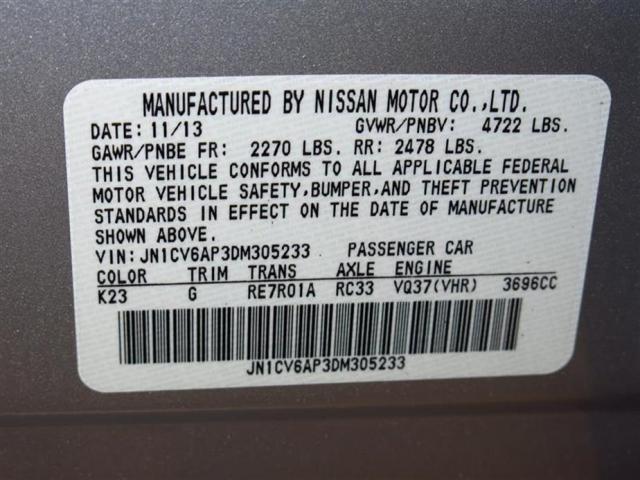 MANUFACTURED BY NISSAN MOTOR CO.,LTD.
DATE: 11/13 GVWR/PNBV: 4722 LBS.
GAWR/PNBE FR: 2270 LBS. RR: 2478 LBS.
THIS VEHICLE CONFORMS TO ALL APPLICABLE FEDERAL
MOTOR VEHICLE SAFETY,BUMPER,AND THEFT PREVENTION
STANDARDS IN EFFECT ON THE DATE OF MANUFACTURE
SHOWN ABOVE.
VIN: JN1CV6AP3DM305233 PASSENGER CAR
COLOR TRIM TRANS AXLE ENGINE
K23 G RE7R01A RC33 VQ37(VHR) 3696CC
JN1CV6AP3DM305233